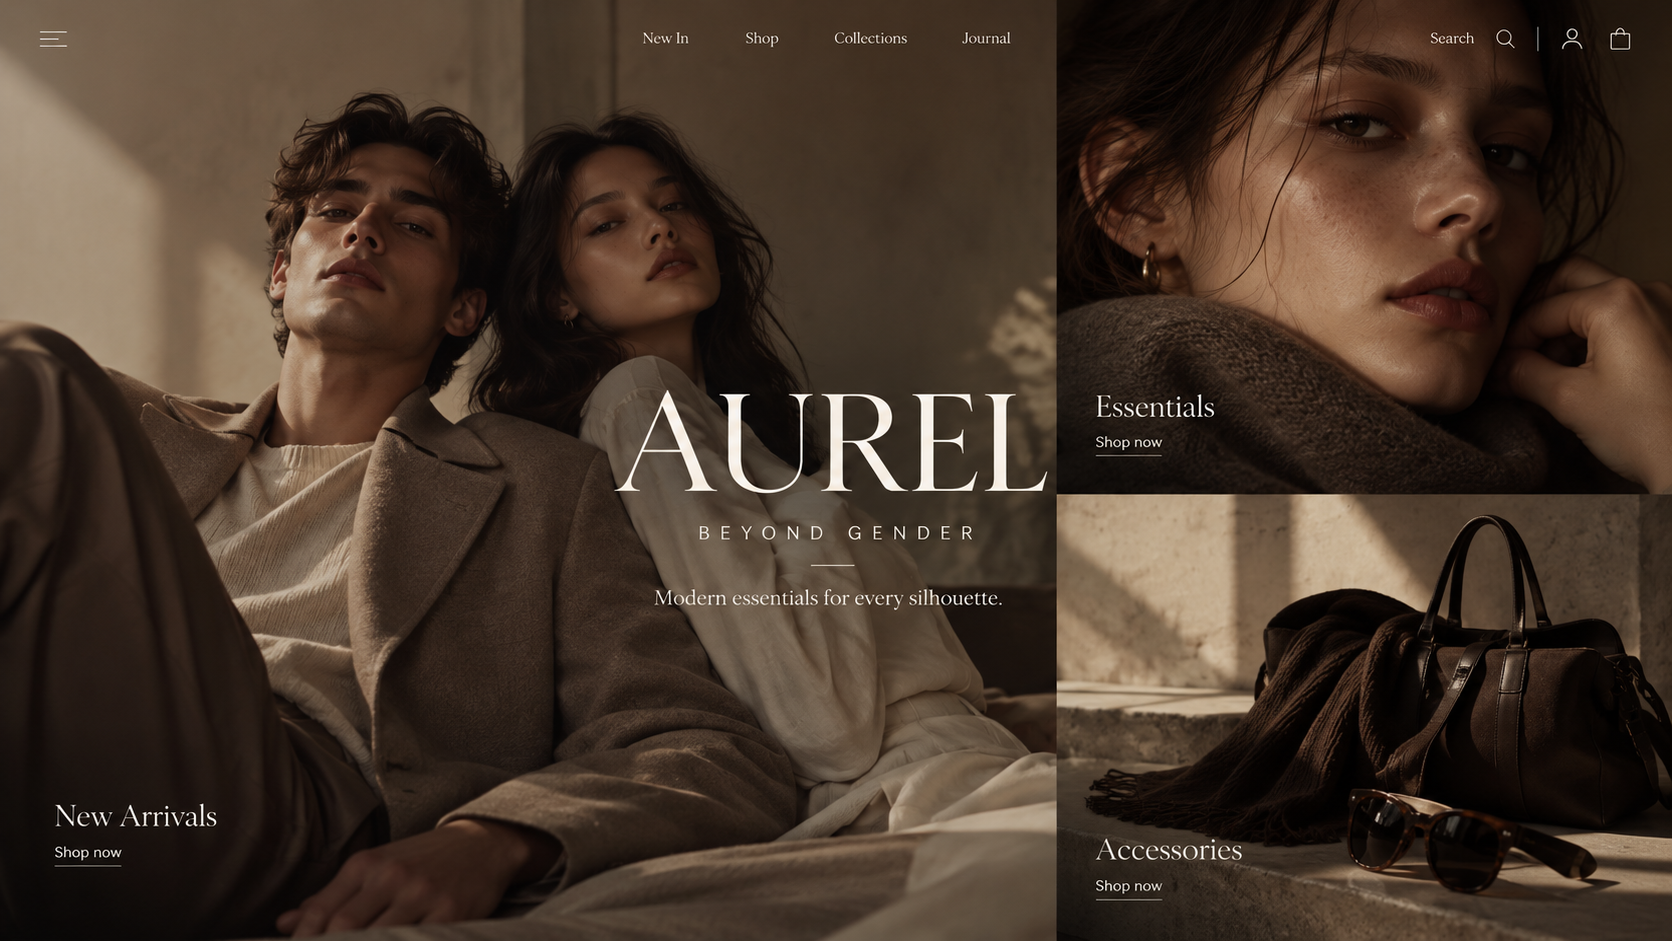 New In
Shop
Collections
Journal
Search
AUREL
BEYOND GENDER
Modern essentials for every silhouette.
New Arrivals
Shop now
Essentials
Shop now
Accessories
Shop now